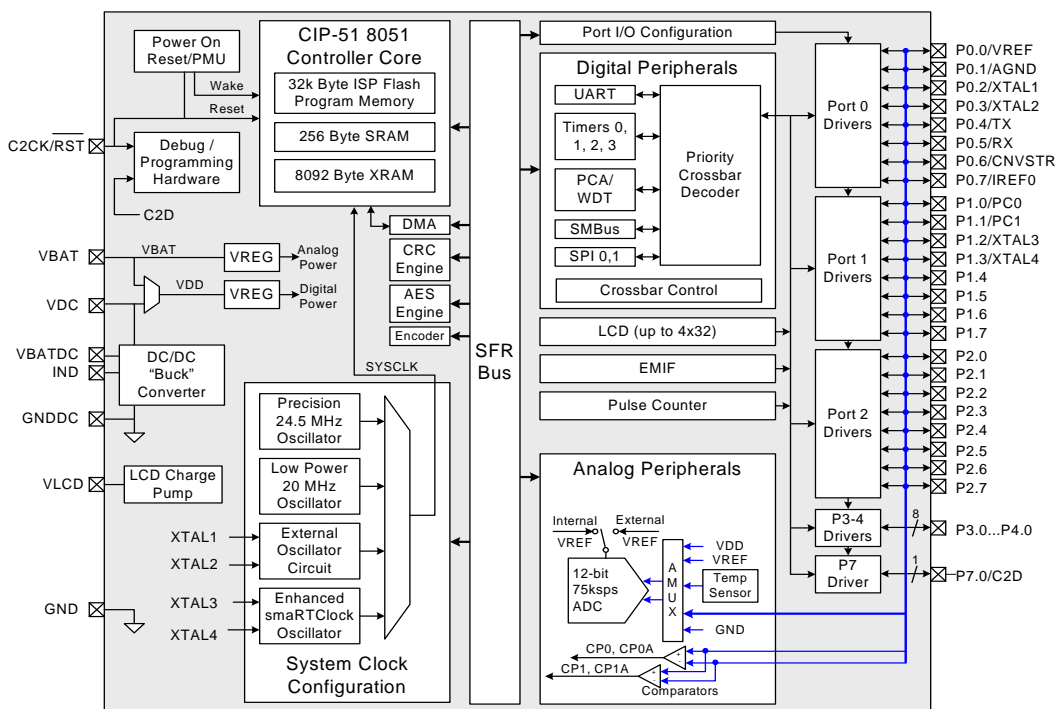 Power On
Reset/PMU
Wake
Reset
C2CK/RST
Debug /
Programming
Hardware
C2D
CIP-51 8051
Controller Core
32k Byte ISP Flash
Program Memory
256 Byte SRAM
8092 Byte XRAM
DMA
CRC
Engine
AES
Engine
Encoder
SYSCLK
VBAT
VBAT
VREG
Analog
Power
VDC
VDD
VREG
Digital
Power
VBATDC
IND
DC/DC
“Buck”
Converter
GNDDC
VLCD
LCD Charge
Pump
GND
Precision
24.5 MHz
Oscillator
Low Power
20 MHz
Oscillator
XTAL1
XTAL2
External
Oscillator
Circuit
XTAL3
XTAL4
Enhanced
smaRTClock
Oscillator
System Clock
Configuration
SFR
Bus
Port I/O Configuration
Digital Peripherals
UART
Timers 0,
1, 2, 3
PCA/
WDT
SMBus
SPI 0,1
Priority
Crossbar
Decoder
Crossbar Control
LCD (up to 4x32)
EMIF
Pulse Counter
Analog Peripherals
Internal
VREF
External
VREF
12-bit
75ksps
ADC
A
M
U
X
VDD
VREF
Temp
Sensor
GND
CP0, CP0A
+
-
CP1, CP1A
+
-
Comparators
Port 0
Drivers
Port 1
Drivers
Port 2
Drivers
P3-4
Drivers
P7
Driver
8
1
P0.0/VREF
P0.1/AGND
P0.2/XTAL1
P0.3/XTAL2
P0.4/TX
P0.5/RX
P0.6/CNVSTR
P0.7/IREF0
P1.0/PC0
P1.1/PC1
P1.2/XTAL3
P1.3/XTAL4
P1.4
P1.5
P1.6
P1.7
P2.0
P2.1
P2.2
P2.3
P2.4
P2.5
P2.6
P2.7
P3.0...P4.0
P7.0/C2D